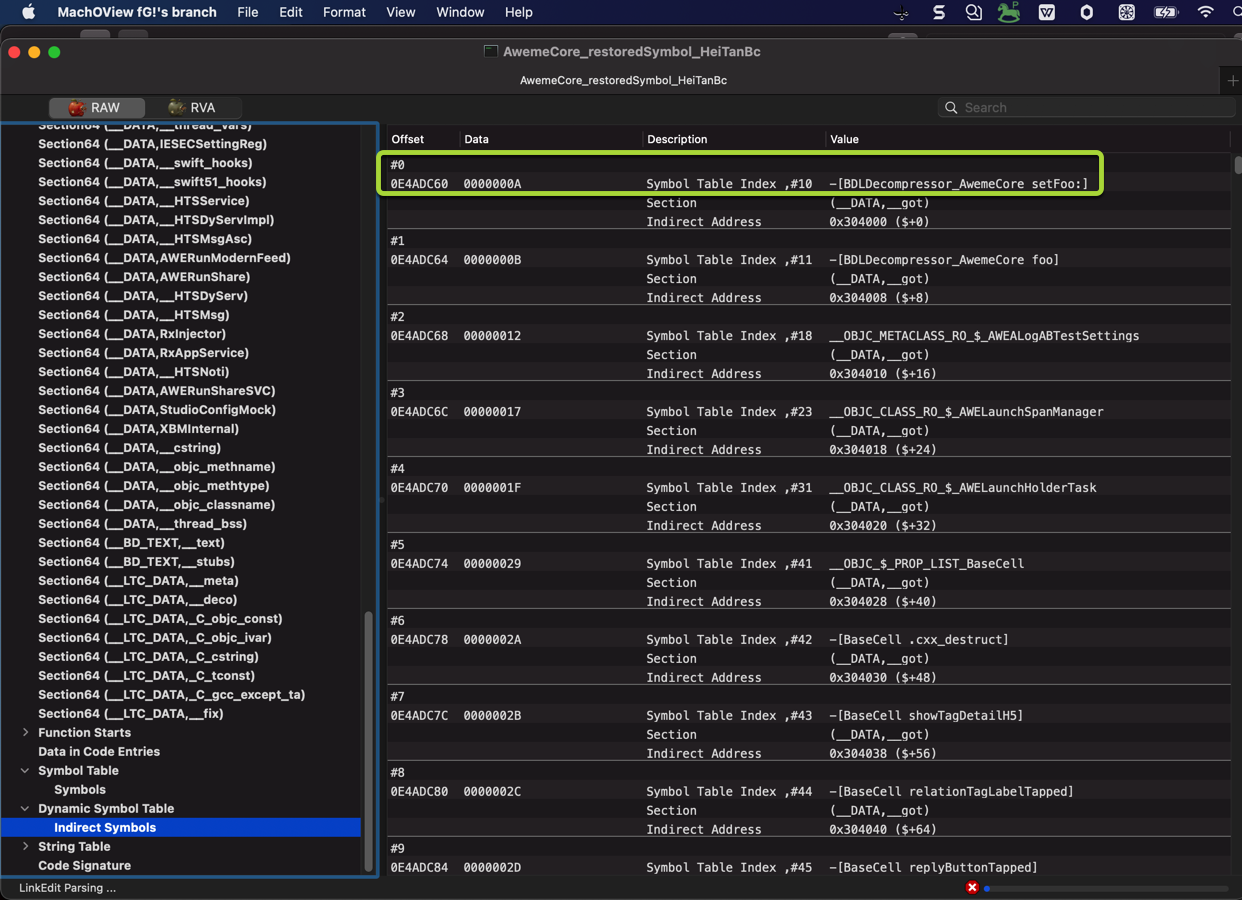 MachOView fG!'s branch File Edit Format View Window Help
AwemeCore_restoredSymbol_HeiTanBc
AwemeCore_restoredSymbol_HeiTanBc
RAW RVA Search
Section64 (__DATA,__thread_vars)
Section64 (__DATA,IESECSettingReg)
Section64 (__DATA,__swift_hooks)
Section64 (__DATA,__swift51_hooks)
Section64 (__DATA,__HTSService)
Section64 (__DATA,__HTSDyServImpl)
Section64 (__DATA,__HTSMsgAsc)
Section64 (__DATA,AWERunModernFeed)
Section64 (__DATA,AWERunShare)
Section64 (__DATA,__HTSDyServ)
Section64 (__DATA,__HTSMsg)
Section64 (__DATA,RxInjector)
Section64 (__DATA,RxAppService)
Section64 (__DATA,__HTSNoti)
Section64 (__DATA,AWERunShareSVC)
Section64 (__DATA,StudioConfigMock)
Section64 (__DATA,XBMInternal)
Section64 (__DATA,__cstring)
Section64 (__DATA,__objc_methname)
Section64 (__DATA,__objc_methtype)
Section64 (__DATA,__objc_classname)
Section64 (__DATA,__thread_bss)
Section64 (__BD_TEXT,__text)
Section64 (__BD_TEXT,__stubs)
Section64 (__LTC_DATA,__meta)
Section64 (__LTC_DATA,__deco)
Section64 (__LTC_DATA,_C_objc_const)
Section64 (__LTC_DATA,_C_objc_ivar)
Section64 (__LTC_DATA,_C_cstring)
Section64 (__LTC_DATA,_C_tconst)
Section64 (__LTC_DATA,_C_gcc_except_ta)
Section64 (__LTC_DATA,__fix)
Function Starts
Data in Code Entries
Symbol Table
Symbols
Dynamic Symbol Table
Indirect Symbols
String Table
Code Signature
Offset Data Description Value
#0
0E4ADC60 0000000A Symbol Table Index ,#10 -[BDLDecompressor_AwemeCore setFoo:]
Section (__DATA,__got)
Indirect Address 0x304000 ($+0)
#1
0E4ADC64 0000000B Symbol Table Index ,#11 -[BDLDecompressor_AwemeCore foo]
Section (__DATA,__got)
Indirect Address 0x304008 ($+8)
#2
0E4ADC68 00000012 Symbol Table Index ,#18 __OBJC_METACLASS_RO_$_AWEALogABTestSettings
Section (__DATA,__got)
Indirect Address 0x304010 ($+16)
#3
0E4ADC6C 00000017 Symbol Table Index ,#23 __OBJC_CLASS_RO_$_AWELaunchSpanManager
Section (__DATA,__got)
Indirect Address 0x304018 ($+24)
#4
0E4ADC70 0000001F Symbol Table Index ,#31 __OBJC_CLASS_RO_$_AWELaunchHolderTask
Section (__DATA,__got)
Indirect Address 0x304020 ($+32)
#5
0E4ADC74 00000029 Symbol Table Index ,#41 __OBJC_$_PROP_LIST_BaseCell
Section (__DATA,__got)
Indirect Address 0x304028 ($+40)
#6
0E4ADC78 0000002A Symbol Table Index ,#42 -[BaseCell .cxx_destruct]
Section (__DATA,__got)
Indirect Address 0x304030 ($+48)
#7
0E4ADC7C 0000002B Symbol Table Index ,#43 -[BaseCell showTagDetailH5]
Section (__DATA,__got)
Indirect Address 0x304038 ($+56)
#8
0E4ADC80 0000002C Symbol Table Index ,#44 -[BaseCell relationTagLabelTapped]
Section (__DATA,__got)
Indirect Address 0x304040 ($+64)
#9
0E4ADC84 0000002D Symbol Table Index ,#45 -[BaseCell replyButtonTapped]
LinkEdit Parsing ...